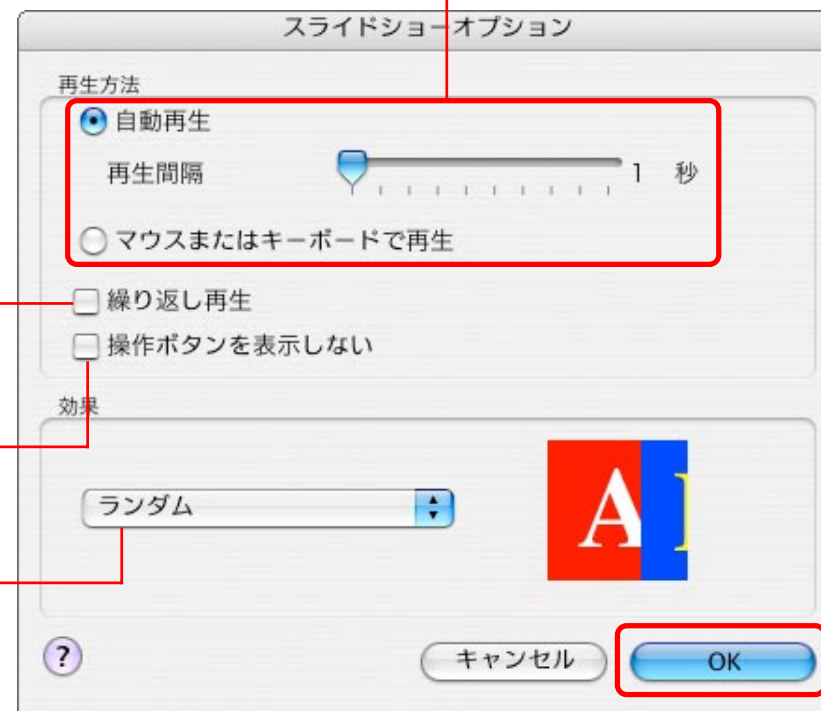 スライドショーオプション
再生方法
自動再生
再生間隔 1 秒
マウスまたはキーボードで再生
繰り返し再生
操作ボタンを表示しない
効果
ランダム
A
?
キャンセル OK